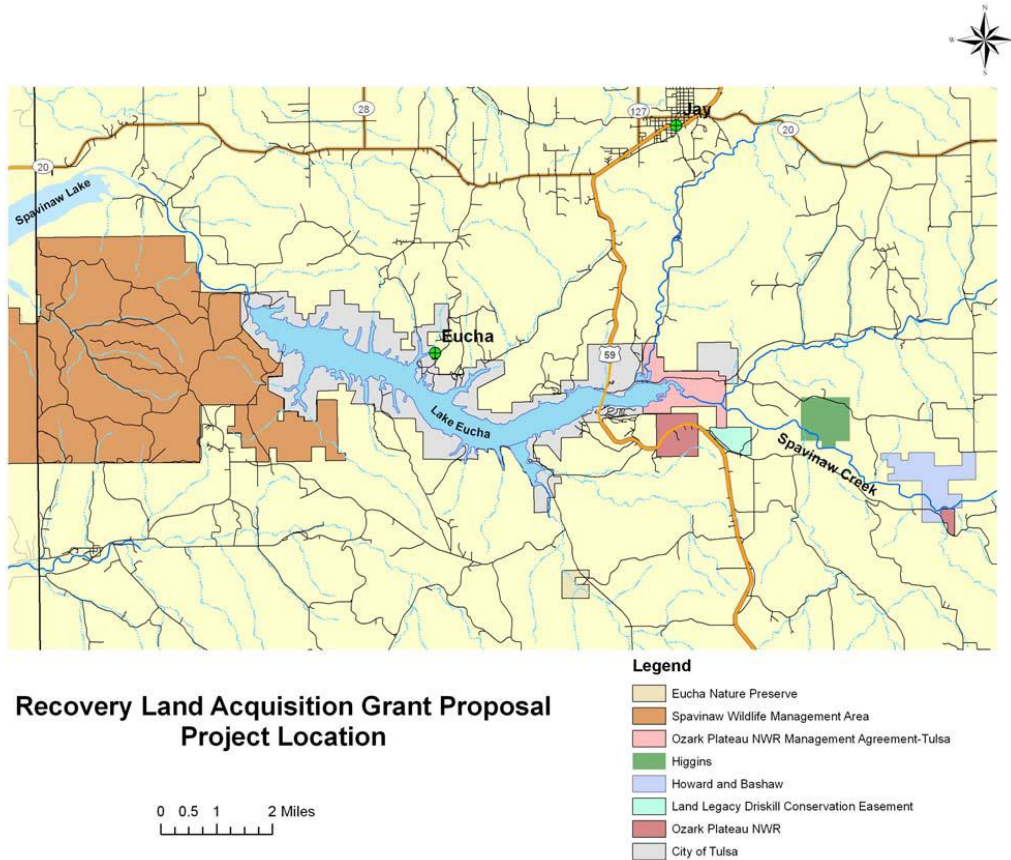 N
W E
S
28
127
Jay
20
20
Spavinaw Lake
Eucha
59
Lake Eucha
Spavinaw Creek
Recovery Land Acquisition Grant Proposal
Project Location
0 0.5 1 2 Miles
Legend
Eucha Nature Preserve
Spavinaw Wildlife Management Area
Ozark Plateau NWR Management Agreement-Tulsa
Higgins
Howard and Bashaw
Land Legacy Driskill Conservation Easement
Ozark Plateau NWR
City of Tulsa